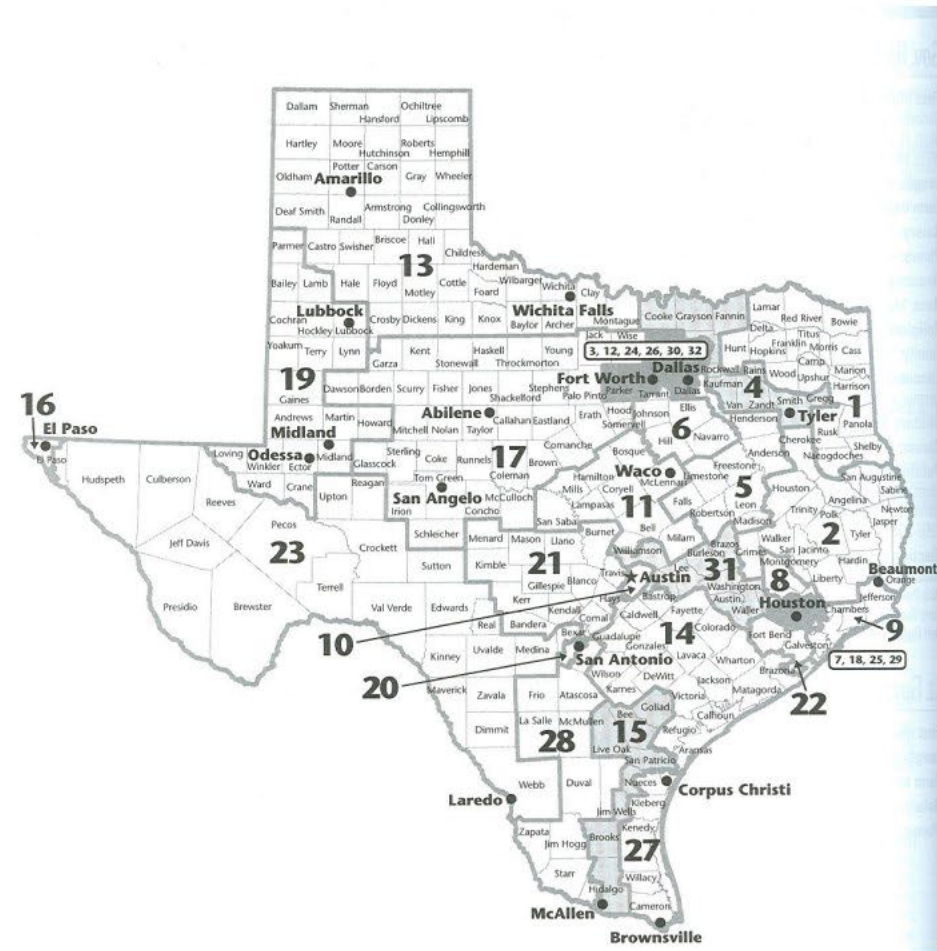 Dallam Sherman Ochiltree
Hansford Lipscomb
Hartley Moore Roberts
Hutchinson Hemphill
Potter Carson
Oldham Amarillo Gray Wheeler
Armstrong Collingsworth
Deaf Smith Randall Donley
Parmer Castro Swisher Briscoe Hall
Childress
13
Hardeman
Bailey Lamb Hale Floyd Motley Cottle Foard Wilbarger Wichita Clay
Lubbock Wichita Falls
Cochran Hockley Lubbock Crosby Dickens King Knox Baylor Archer Montague Cooke Grayson Fannin
Lamar Red River Bowie
Delta Titus
Franklin Morris Cass
Hunt Hopkins Camp
Jack Wise
3, 12, 24, 26, 30, 32
Yoakum Terry Lynn Garza Kent Stonewall Haskell Throckmorton Young
Fort Worth Dallas Rockwall Rains Wood Upshur Marion
Parker Tarrant Dallas Kaufman 4 Harrison
19
Gaines
Dawson Borden Scurry Fisher Jones Shackelford Stephens Palo Pinto
Van Zandt Smith Gregg
Henderson Tyler 1
Rusk Panola
16
El Paso
El Paso
Andrews Martin Howard
Abilene
Mitchell Nolan Taylor Callahan Eastland Erath Hood Somervell Johnson Ellis
6
Hill Navarro
Cherokee Shelby
Anderson Nacogdoches
Midland
Odessa
Loving Winkler Ector Midland Glasscock Sterling Coke Runnels 17 Coleman Brown Comanche Bosque
Hamilton Waco Limestone Freestone
McLennan
San Augustine
Sabine
Hudspeth Culberson Reeves Ward Crane Upton Reagan Tom Green
San Angelo
Irion Concho McCulloch
Mills Coryell
Lampasas 11 Falls 5
Leon
Robertson
Houston Angelina
Trinity Polk Newton
2 Jasper
San Saba Bell Madison
Jeff Davis Pecos
23
Crockett Schleicher Menard Mason Llano Burnet Milam Brazos Walker Tyler
San Jacinto
Williamson Burleson Grimes
Montgomery Hardin
Terrell Sutton Kimble 21 Travis Austin Lee 31 Washington 8 Liberty Beaumont
Orange
Gillespie Blanco
Hays Bastrop Austin Houston Jefferson
Presidio Brewster Val Verde Edwards Kerr Kendall Comal Caldwell Fayette Waller Chambers
Real Bandera
10
14 Colorado Fort Bend Galveston 9
Bexar Guadalupe
Gonzales
7, 18, 25, 29
Kinney Uvalde Medina San Antonio Lavaca Wharton Brazoria
20
Wilson DeWitt
Karnes Jackson Matagorda 22
Maverick Zavala Frio Atascosa Victoria
Goliad Calhoun
Dimmit La Salle McMullen Bee Refugio
28 15
Live Oak Aransas
San Patricio
Webb Duval Nueces Corpus Christi
Laredo Jim Wells Kleberg
Zapata Jim Hogg Brooks Kenedy
27
Starr Willacy
Hidalgo
McAllen Cameron
Brownsville